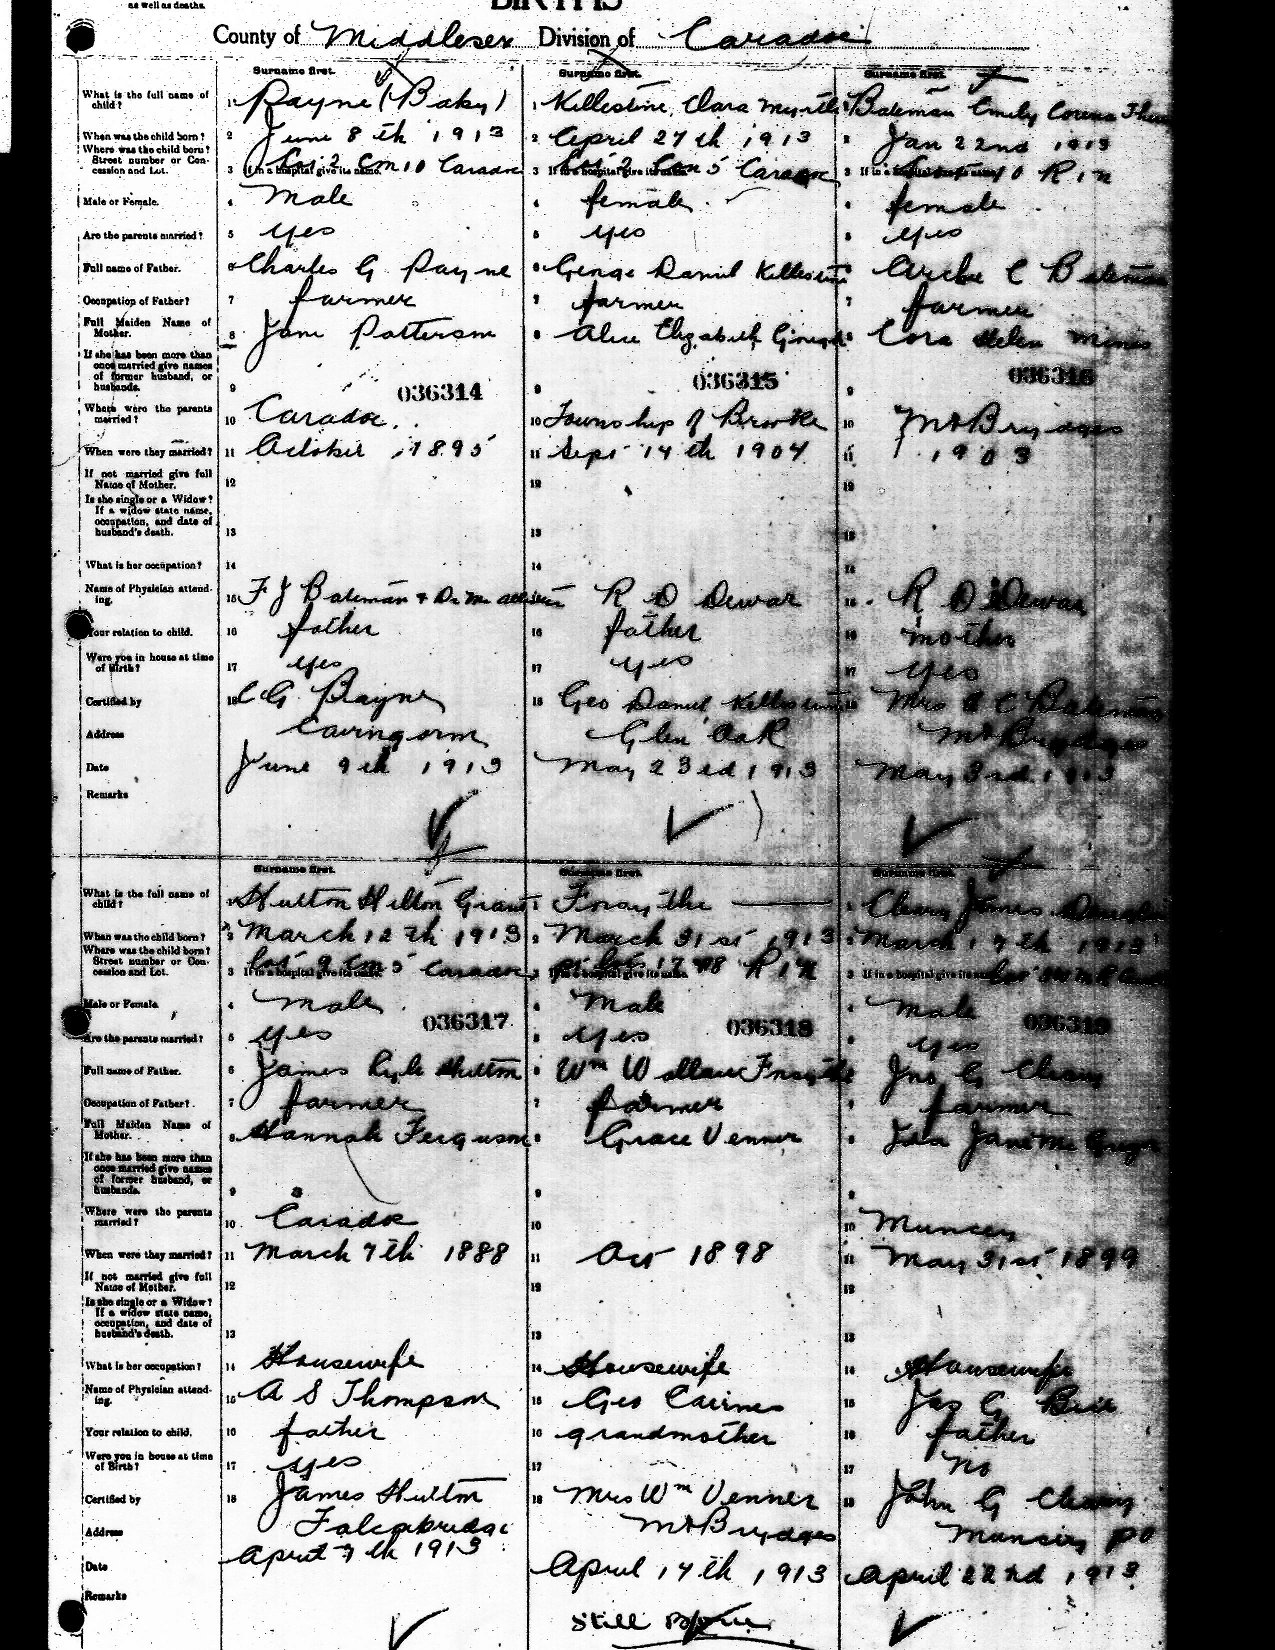 as well as deaths.
BIRTHS
County of Middlesex Division of Caradoc
Surname first. Surname first. Surname first.
What is the full name of child? 1 Payne (Baby) 1 Killestine, Clara Myrtle 1 Bateman Emily Corena
When was the child born? 2 June 8th 1913 2 April 27th 1913 2 Jan 22nd 1913
Where was the child born? Street number or Concession and Lot. 3 If in a hospital give its name. Lot 2 Con 10 Caradoc 3 If in a hospital give its name. Lot 2 Con 5 Caradoc 3 If in a hospital give its name. R 1 N
Male or Female. 4 Male 4 female 4 female
Are the parents married? 5 yes 5 yes 5 yes
Full name of Father. 6 Charles G Payne 6 George Daniel Killestine 6 Archie C Bateman
Occupation of Father? 7 farmer 7 farmer 7 farmer
Full Maiden Name of Mother. 8 Jane Patterson 8 Alice Elizabeth 8 Cora Helen
If she has been more than once married give names of former husband, or husbands. 9 9 9
036314 036315 036316
Where were the parents married? 10 Caradoc 10 Township of Brooke 10 Mt Brydges
When were they married? 11 October 1895 11 Sept 14th 1904 11 1903
If not married give full Name of Mother. 12 12 12
Is she single or a Widow? If a widow state name, occupation, and date of husband's death. 13 13 13
What is her occupation? 14 14 14
Name of Physician attending. 15 F J Bateman + Dr 15 R D Dewar 15 R D Dewar
Your relation to child. 16 father 16 father 16 mother
Were you in house at time of Birth? 17 yes 17 yes 17 yes
Certified by 18 C G Payne 18 Geo Daniel Killestine 18 Mrs A C Bateman
Address Cairngorm Glen Oak Mt Brydges
Date June 9th 1913 May 23rd 1913 May 3rd 1913
Remarks
Surname first. Surname first. Surname first.
What is the full name of child? 1 Hutton Hilton Grant 1 Forsythe 1 Cleary James Douglas
When was the child born? 2 March 12th 1913 2 March 31st 1913 2 March 17th 1913
Where was the child born? Street number or Concession and Lot. 3 If in a hospital give its name. Lot 9 Con 5 Caradoc 3 If in a hospital give its name. Lot 17 R 1 N 3 If in a hospital give its name. Lot
Male or Female. 4 male 4 male 4 male
036317 036318 036319
Are the parents married? 5 yes 5 yes 5 yes
Full name of Father. 6 James Lyle Hutton 6 Wm Wallace Forsythe 6 Jno G Cleary
Occupation of Father? 7 farmer 7 farmer 7 farmer
Full Maiden Name of Mother. 8 Hannah Ferguson 8 Grace Venner 8 Ida Jane McGregor
If she has been more than once married give names of former husband, or husbands. 9 9 9
Where were the parents married? 10 Caradoc 10 10 Muncey
When were they married? 11 March 7th 1888 11 Oct 1898 11 May 31st 1899
If not married give full Name of Mother. 12 12 12
Is she single or a Widow? If a widow state name, occupation, and date of husband's death. 13 13 13
What is her occupation? 14 Housewife 14 Housewife 14 Housewife
Name of Physician attending. 15 A S Thompson 15 Geo Cairnes 15 Jas G
Your relation to child. 16 father 16 grandmother 16 father
Were you in house at time of Birth? 17 yes 17 17 no
Certified by 18 James Hutton 18 Mrs Wm Venner 18 John G Cleary
Address Falconbridge Mt Brydges Muncey PO
Date April 7th 1913 April 14th 1913 April 22nd 1913
Remarks Still Born